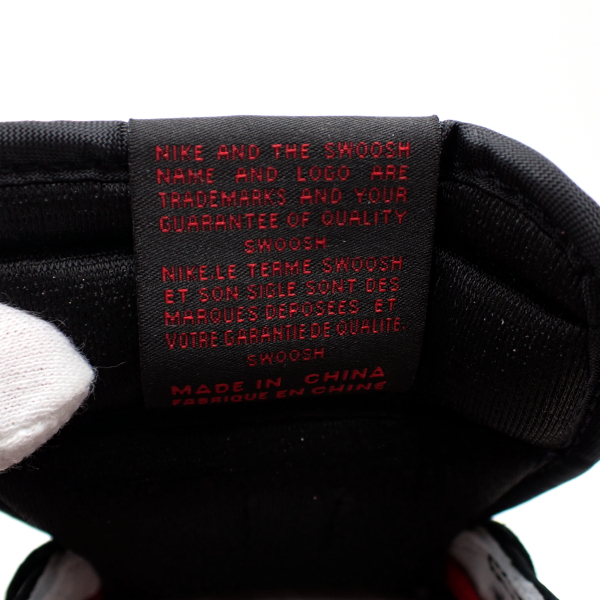 NIKE AND THE SWOOSH
NAME AND LOGO ARE
TRADEMARKS AND YOUR
GUARANTEE OF QUALITY
SWOOSH
NIKE.LE TERME SWOOSH
ET SON SIGLE SONT DES
MARQUES DEPOSEES ET
VOTRE GARANTIE DE QUALITE.
SWOOSH
MADE IN CHINA
FABRIQUE EN CHINE